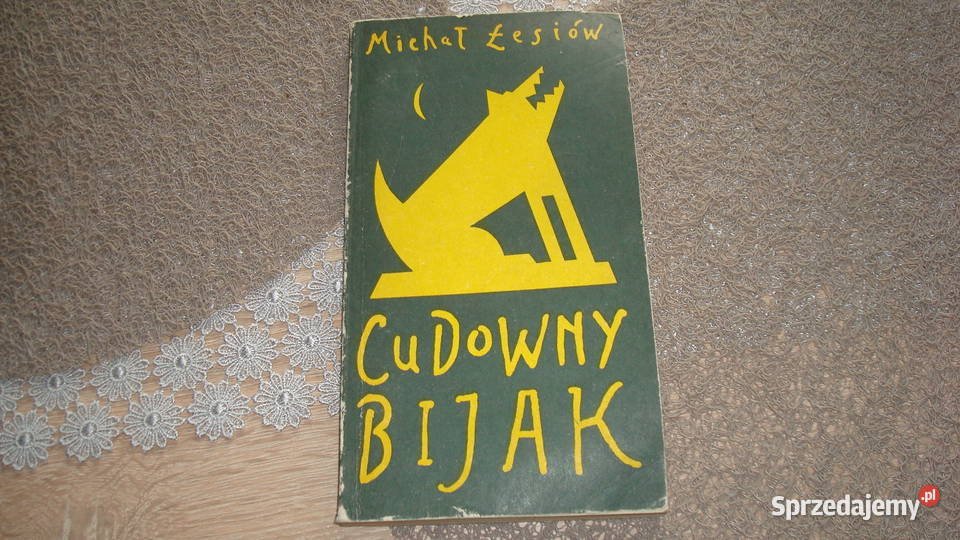 Michał Łesiów
CUDOWNY
BIJAK
Sprzedajemy.pl